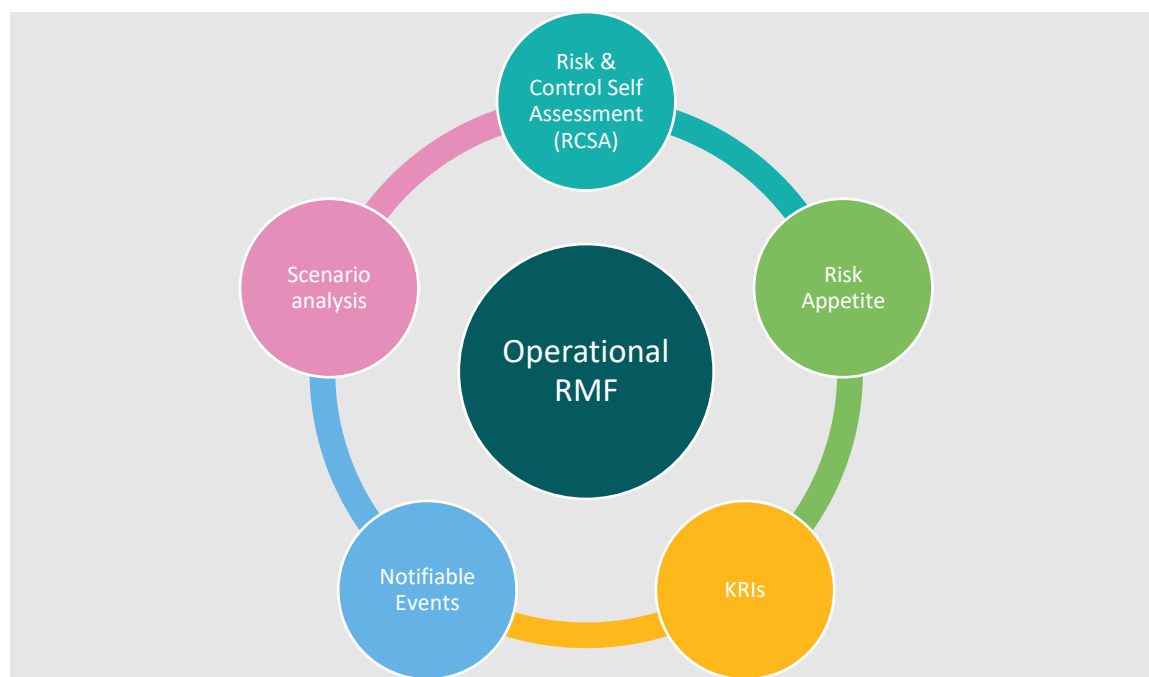 Risk &
Control Self
Assessment
(RCSA)
Risk
Appetite
KRIs
Notifiable
Events
Scenario
analysis
Operational
RMF